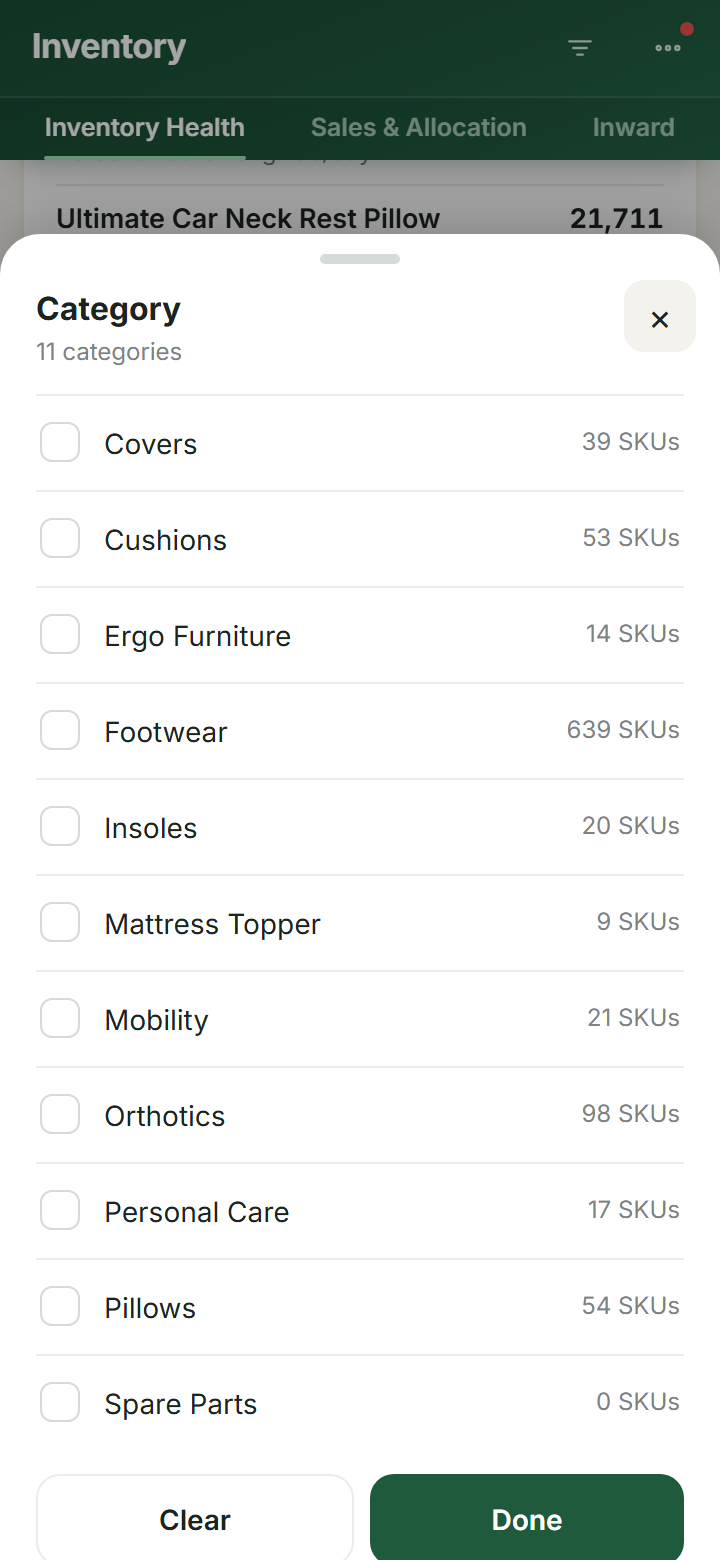 Inventory
Inventory Health
Sales & Allocation
Inward
Ultimate Car Neck Rest Pillow 21,711
Category
11 categories
Covers 39 SKUs
Cushions 53 SKUs
Ergo Furniture 14 SKUs
Footwear 639 SKUs
Insoles 20 SKUs
Mattress Topper 9 SKUs
Mobility 21 SKUs
Orthotics 98 SKUs
Personal Care 17 SKUs
Pillows 54 SKUs
Spare Parts 0 SKUs
Clear
Done